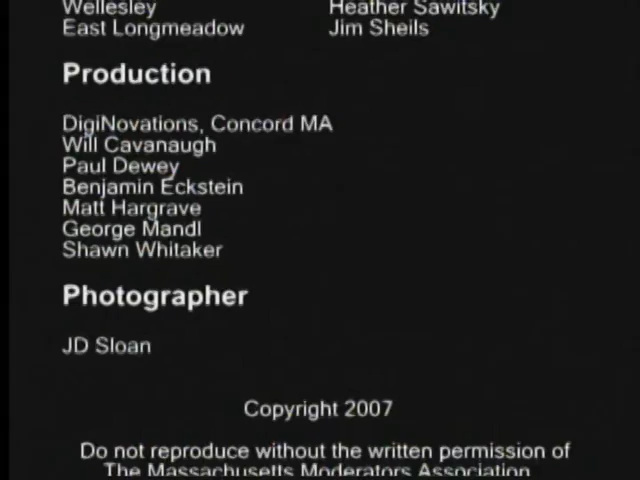 Wellesley Heather Sawitsky
East Longmeadow Jim Sheils
Production
DigiNovations, Concord MA
Will Cavanaugh
Paul Dewey
Benjamin Eckstein
Matt Hargrave
George Mandl
Shawn Whitaker
Photographer
JD Sloan
Copyright 2007
Do not reproduce without the written permission of
The Massachusetts Moderators Association